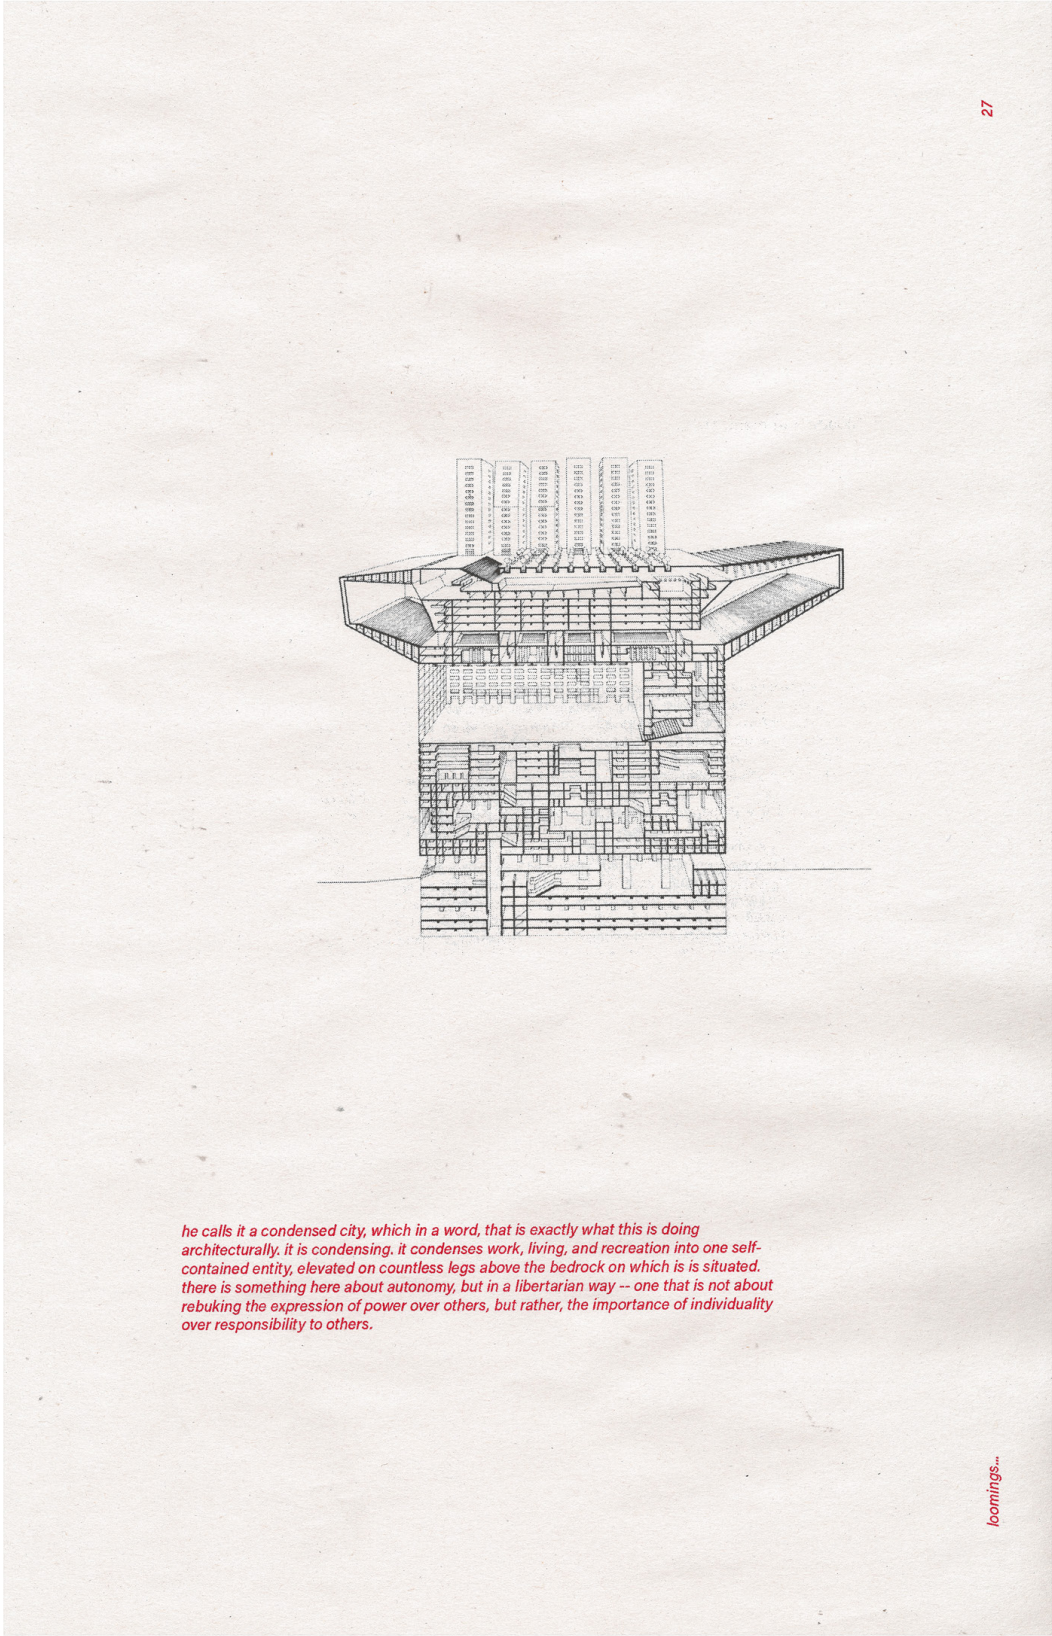 27
he calls it a condensed city, which in a word, that is exactly what this is doing
architecturally. it is condensing. it condenses work, living, and recreation into one self-
contained entity, elevated on countless legs above the bedrock on which is is situated.
there is something here about autonomy, but in a libertarian way -- one that is not about
rebuking the expression of power over others, but rather, the importance of individuality
over responsibility to others.
loomings...